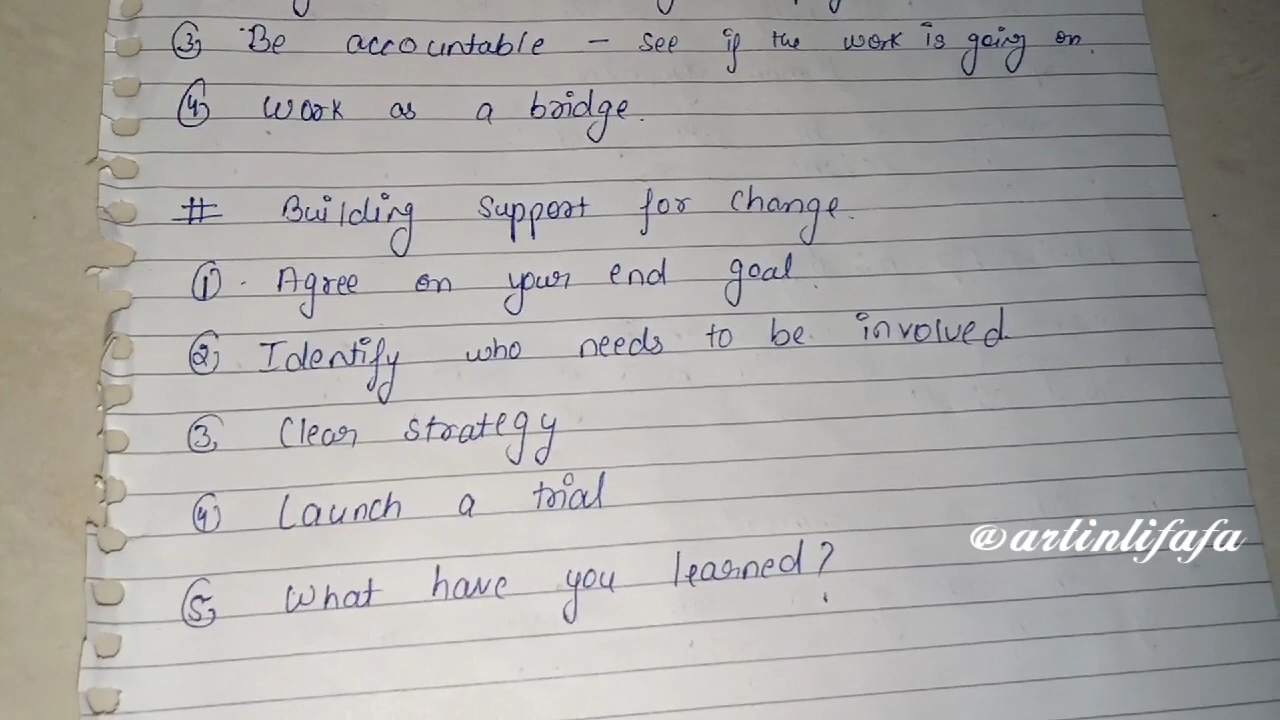 ③ Be accountable - see if the work is going on.
④ Work as a bridge.
# Building support for change.
① . Agree on your end goal.
② Identify who needs to be involved.
③ Clear strategy
④ Launch a trial
@artinlifafa
⑤ What have you learned?